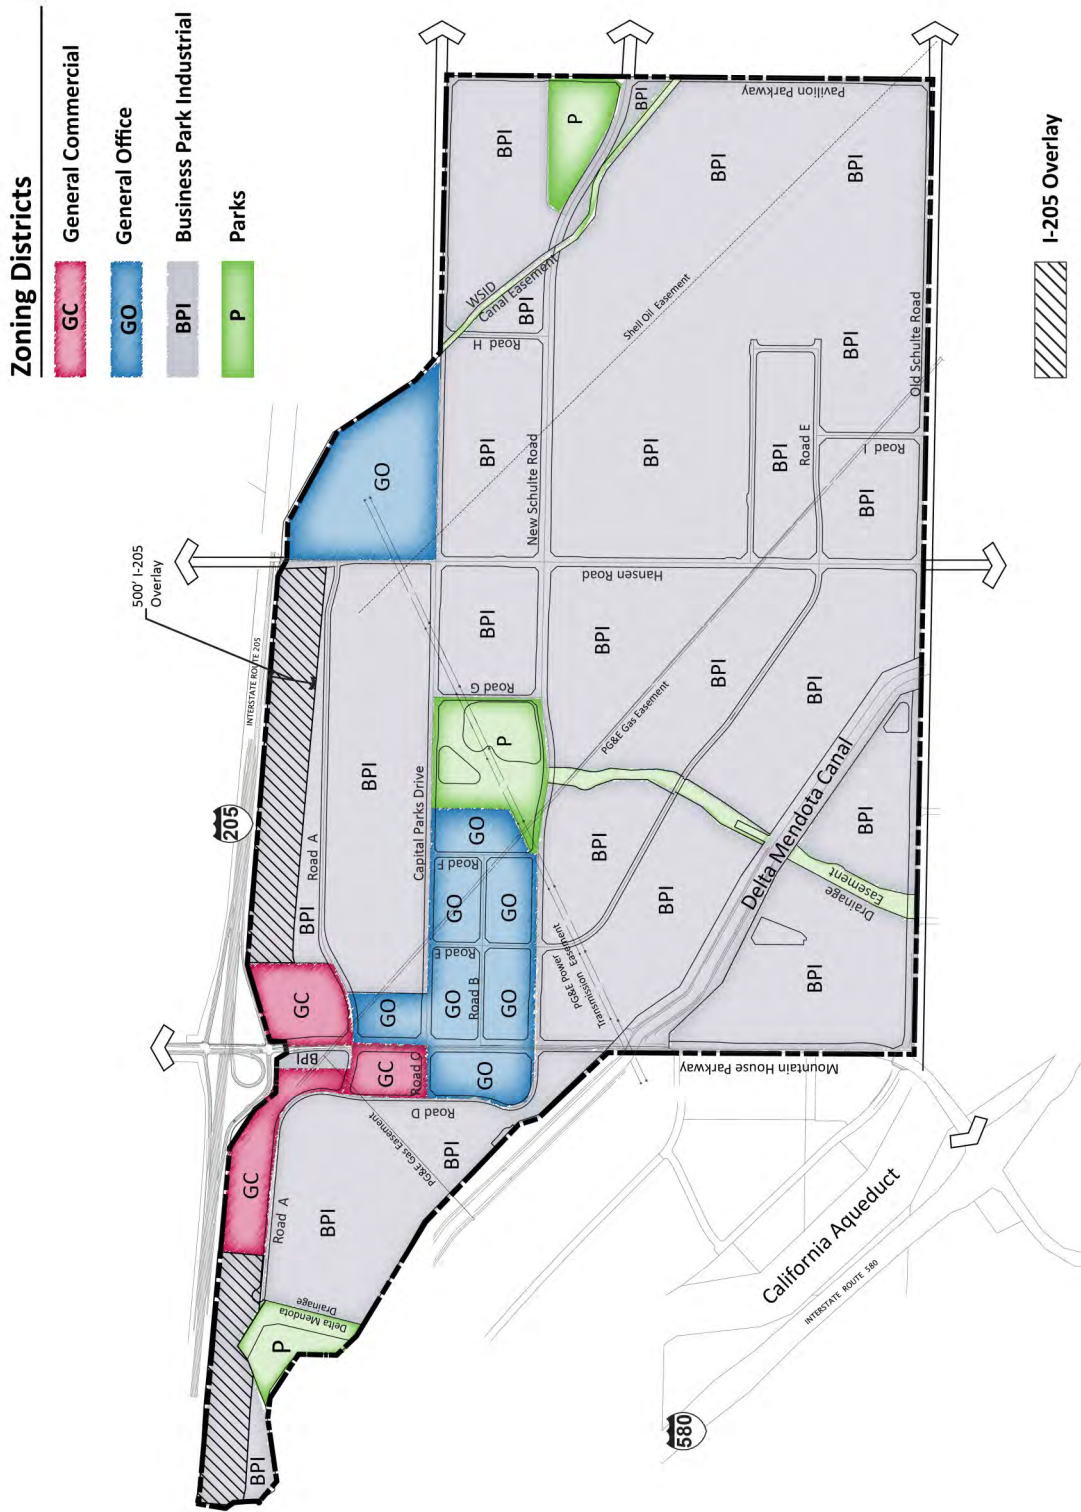 Zoning Districts
GC
General Commercial
GO
General Office
BPI
Business Park Industrial
P
Parks
I-205 Overlay
500' I-205
Overlay
INTERSTATE ROUTE 205
205
BPI
P
Delta Mendota
Drainage
GC
Road A
BPI
PG&E Gas Easement
BPI
Road D
BPI
GC
GC
Road C
GO
GO
BPI
Road A
BPI
Capital Parks Drive
GO
Road B
GO
Road E
GO
GO
Road F
GO
P
Road G
BPI
GO
BPI
New Schulte Road
Road H
BPI
WSID
Canal Easement
BPI
P
BPI
Pavilion Parkway
BPI
BPI
Shell Oil Easement
BPI
Hansen Road
BPI
PG&E Gas Easement
BPI
BPI
BPI
PG&E Power
Transmission Easement
BPI
Delta Mendota Canal
BPI
Drainage
Easement
BPI
BPI
Road E
BPI
Road I
BPI
Old Schulte Road
Mountain House Parkway
California Aqueduct
INTERSTATE ROUTE 580
580